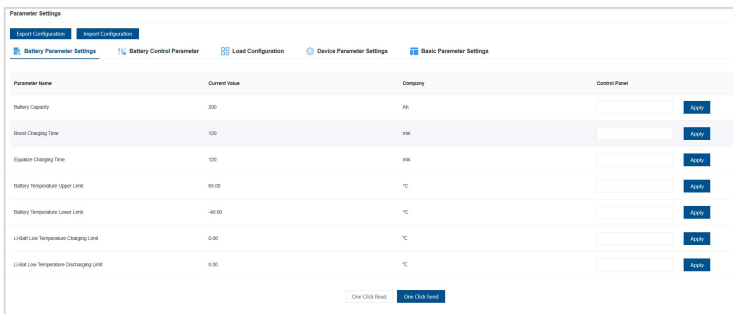 Parameter Settings
Export Configuration Import Configuration
Battery Parameter Settings Battery Control Parameter Load Configuration Device Parameter Settings Basic Parameter Settings
Parameter Name Current Value Company Control Panel
Battery Capacity 200 Ah Apply
Boost Charging Time 120 min Apply
Equalize Charging Time 120 min Apply
Battery Temperature Upper Limit 65.00 °C Apply
Battery Temperature Lower Limit -40.00 °C Apply
Li-Batt Low Temperature Charging Limit 0.00 °C Apply
Li-Bat Low Temperature Discharging Limit 0.00 °C Apply
One Click Read One Click Send